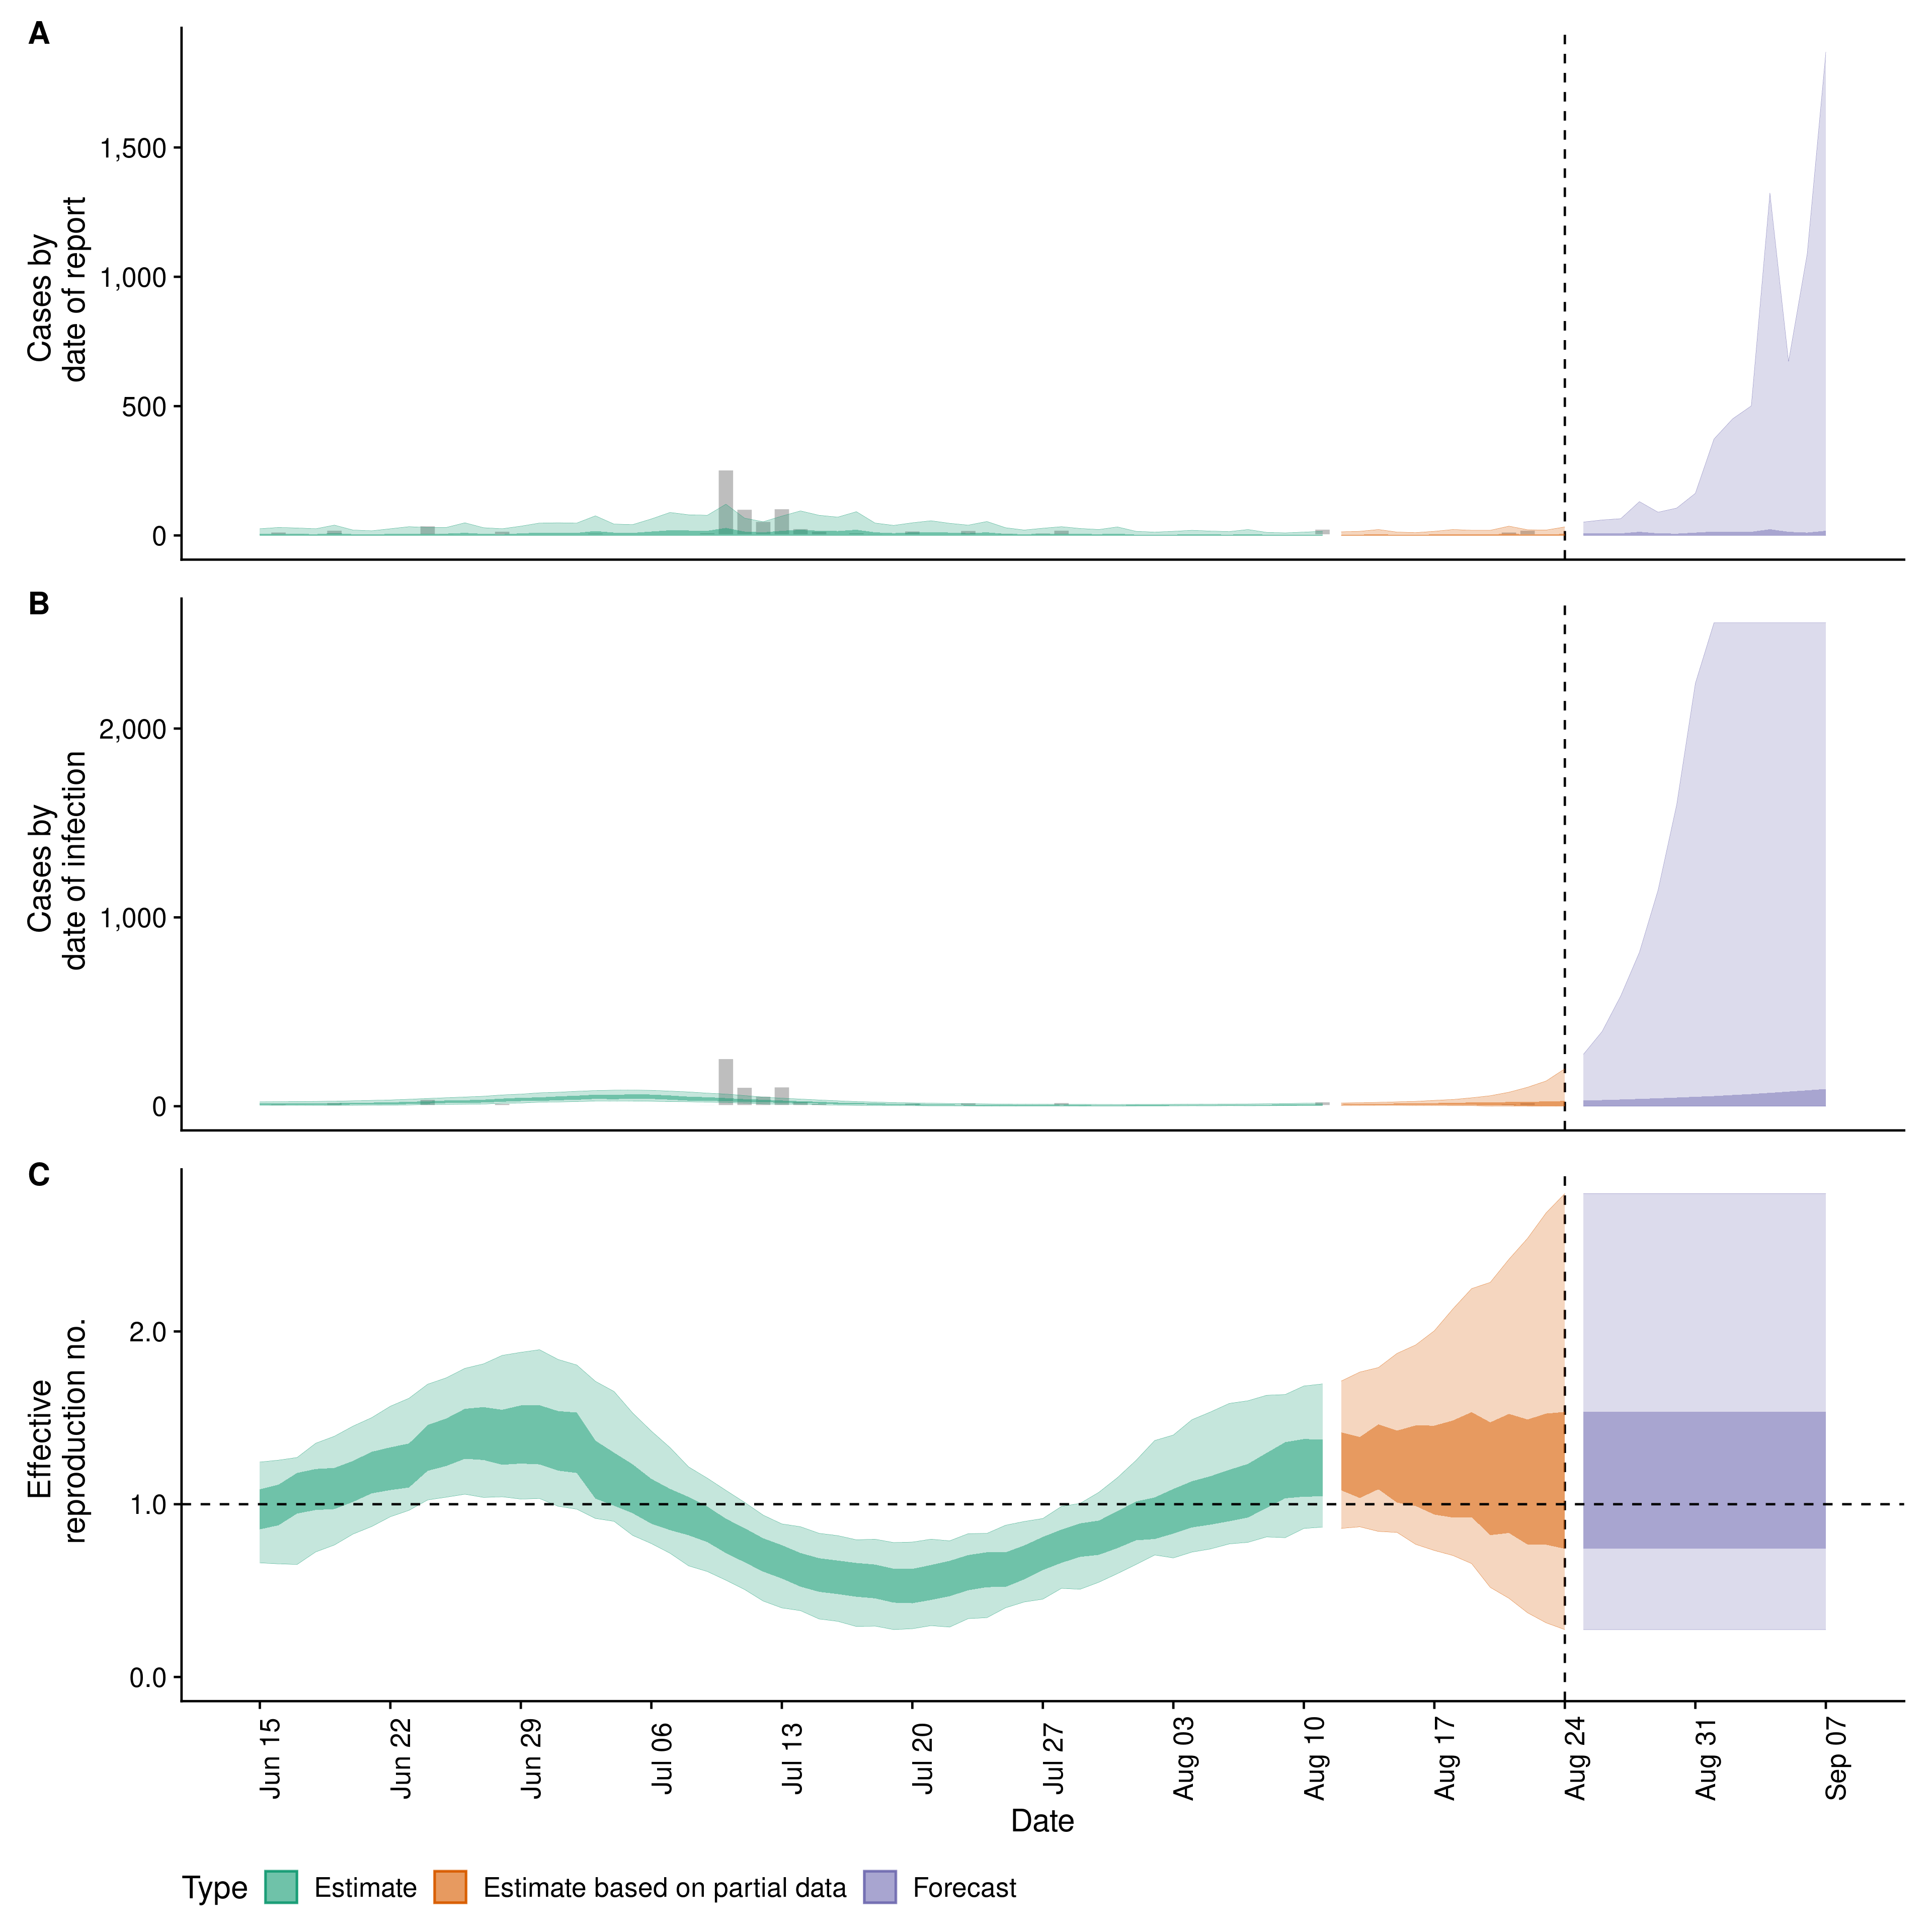 A
Cases by
date of report
1,500
1,000
500
0
B
Cases by
date of infection
2,000
1,000
0
C
Effective
reproduction no.
2.0
1.0
0.0
Jun 15
Jun 22
Jun 29
Jul 06
Jul 13
Jul 20
Jul 27
Aug 03
Aug 10
Aug 17
Aug 24
Aug 31
Sep 07
Date
Type Estimate Estimate based on partial data Forecast